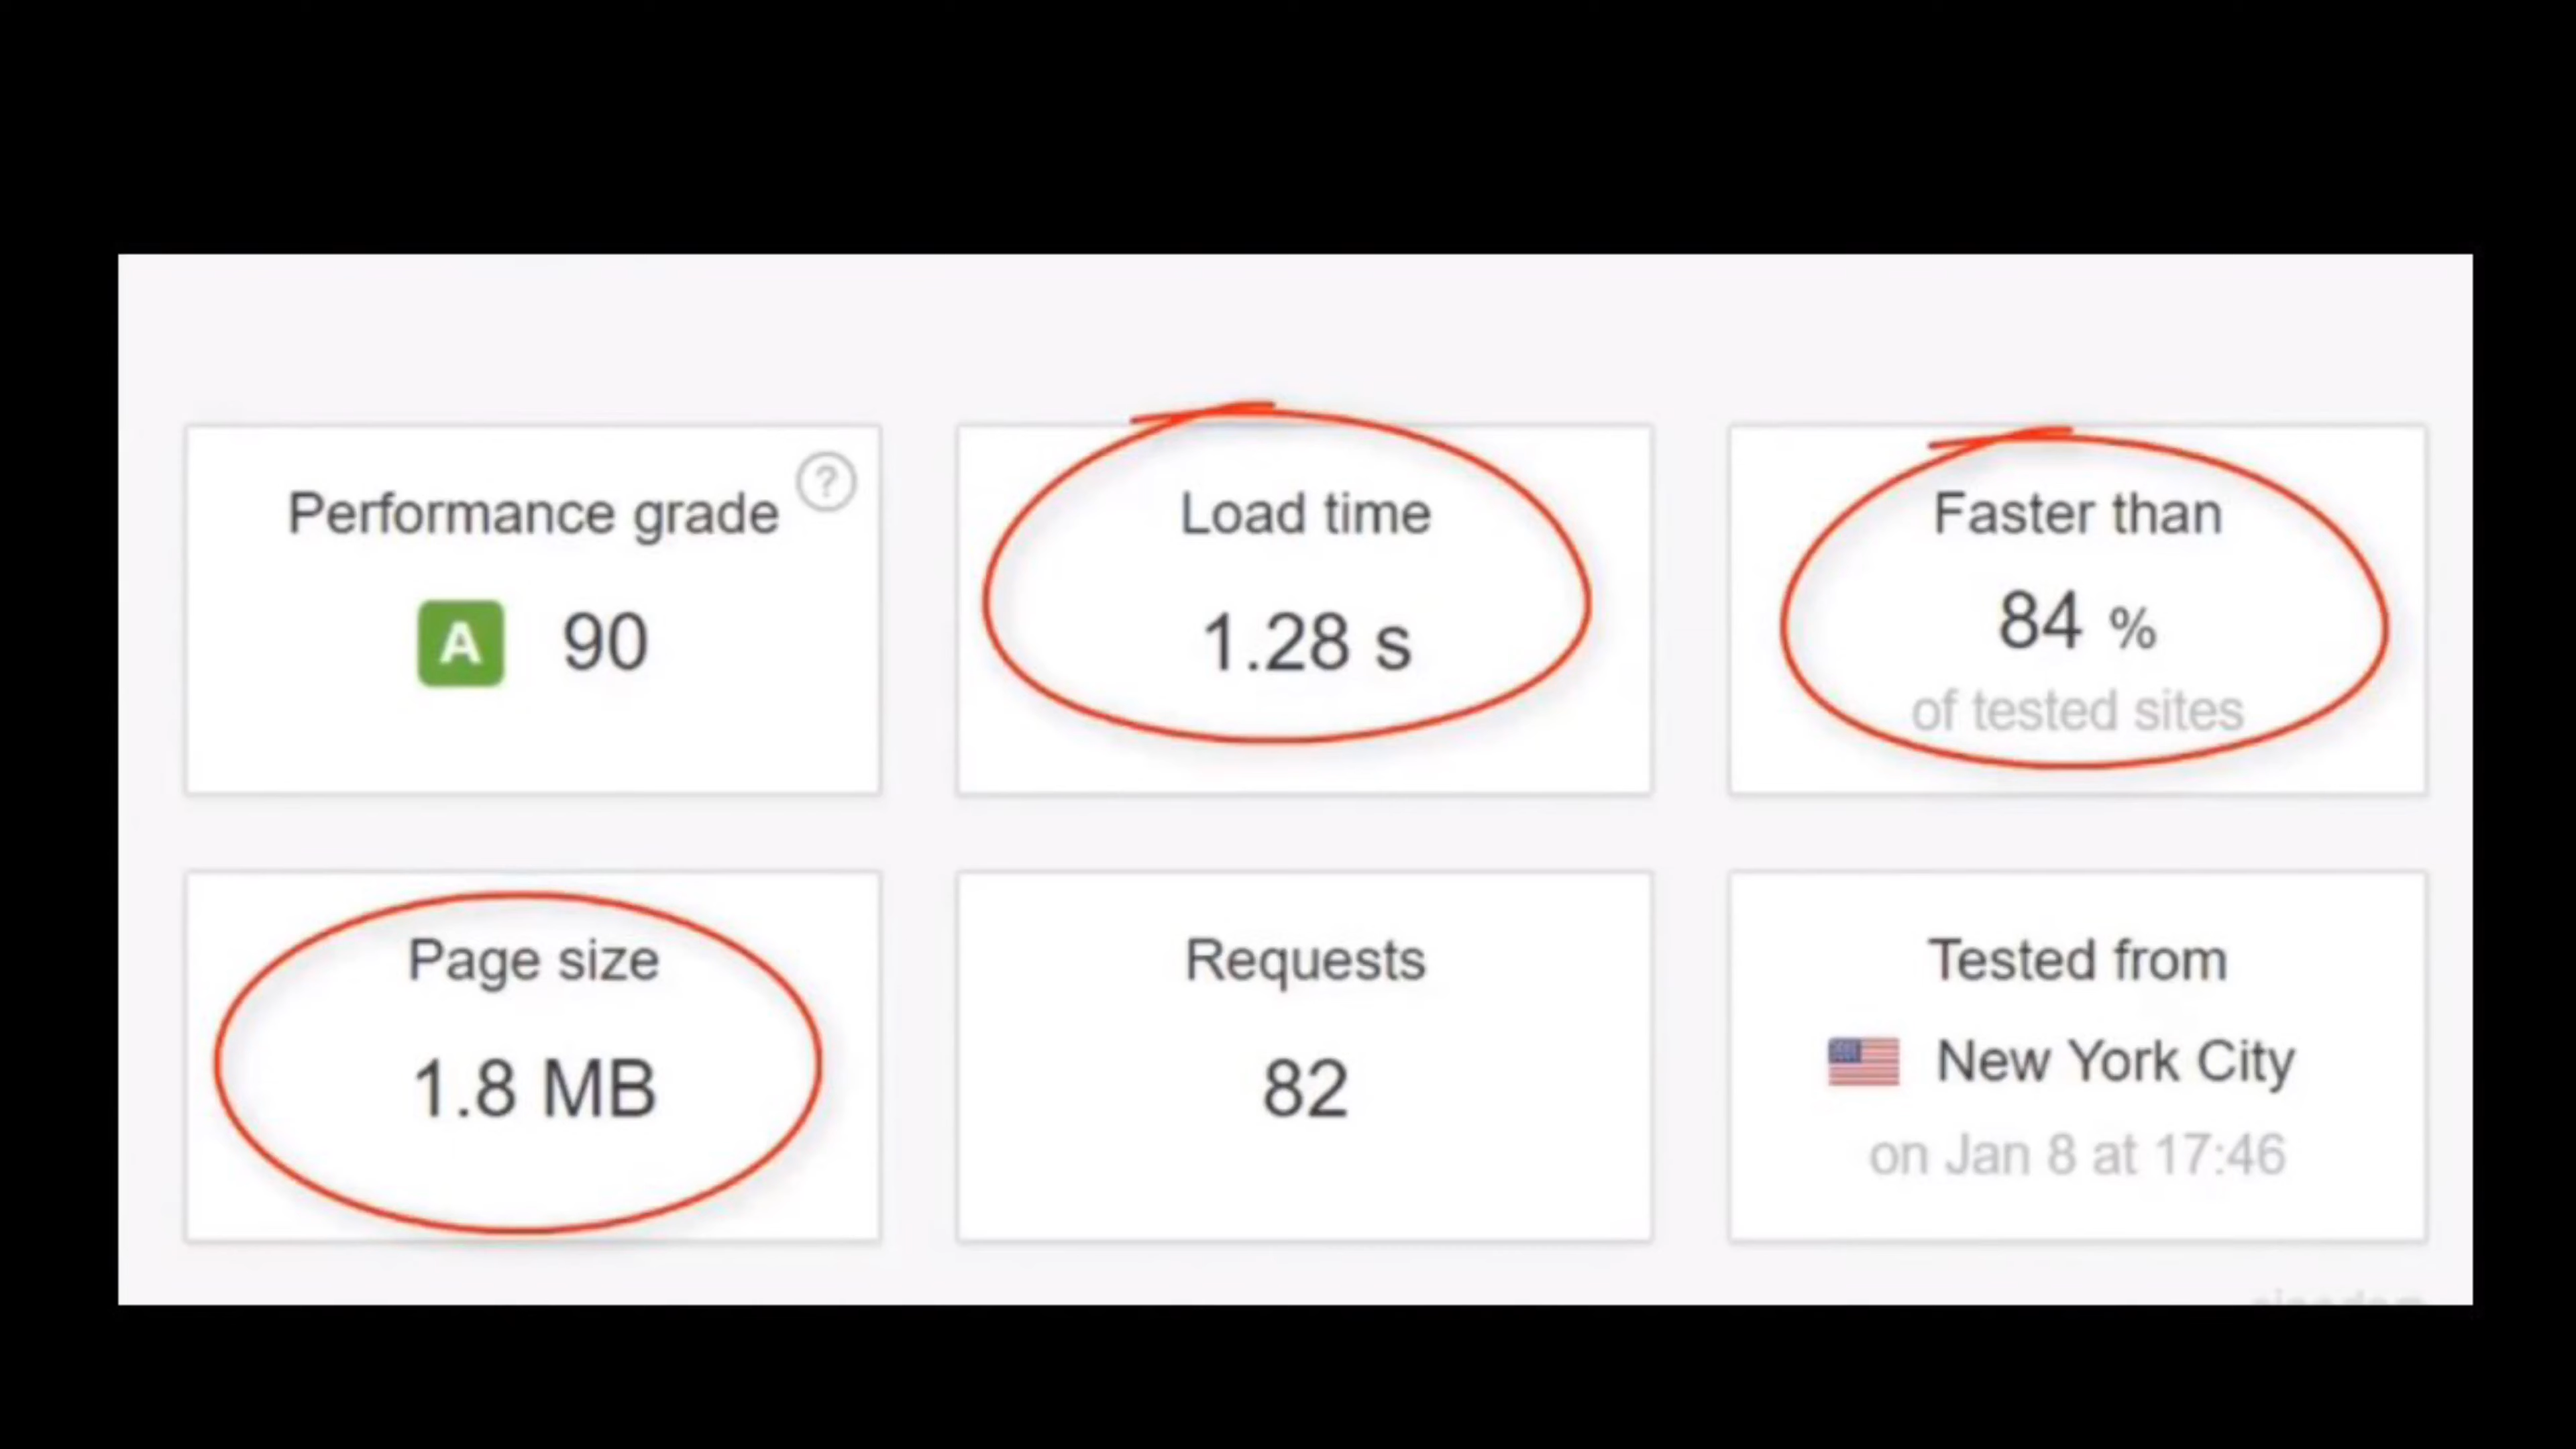 Performance grade
?
A 90
Load time
1.28 s
Faster than
84 %
of tested sites
Page size
1.8 MB
Requests
82
Tested from
New York City
on Jan 8 at 17:46